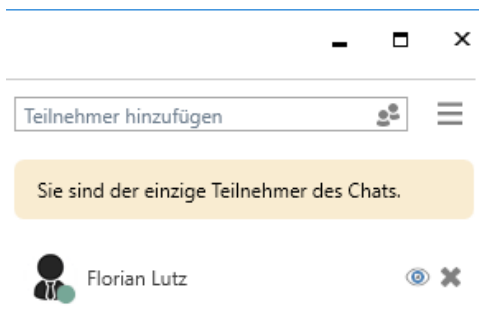 Teilnehmer hinzufügen
Sie sind der einzige Teilnehmer des Chats.
Florian Lutz